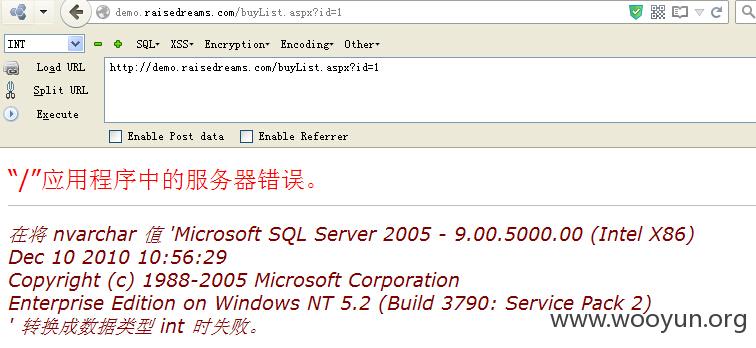 demo.raisedreams.com/buyList.aspx?id=1
INT SQL▾ XSS▾ Encryption▾ Encoding▾ Other▾
Load URL
http://demo.raisedreams.com/buyList.aspx?id=1
Split URL
Execute
Enable Post data Enable Referrer
“/”应用程序中的服务器错误。
在将 nvarchar 值 'Microsoft SQL Server 2005 - 9.00.5000.00 (Intel X86)
Dec 10 2010 10:56:29
Copyright (c) 1988-2005 Microsoft Corporation
Enterprise Edition on Windows NT 5.2 (Build 3790: Service Pack 2)
' 转换成数据类型 int 时失败。
www.wooyun.org